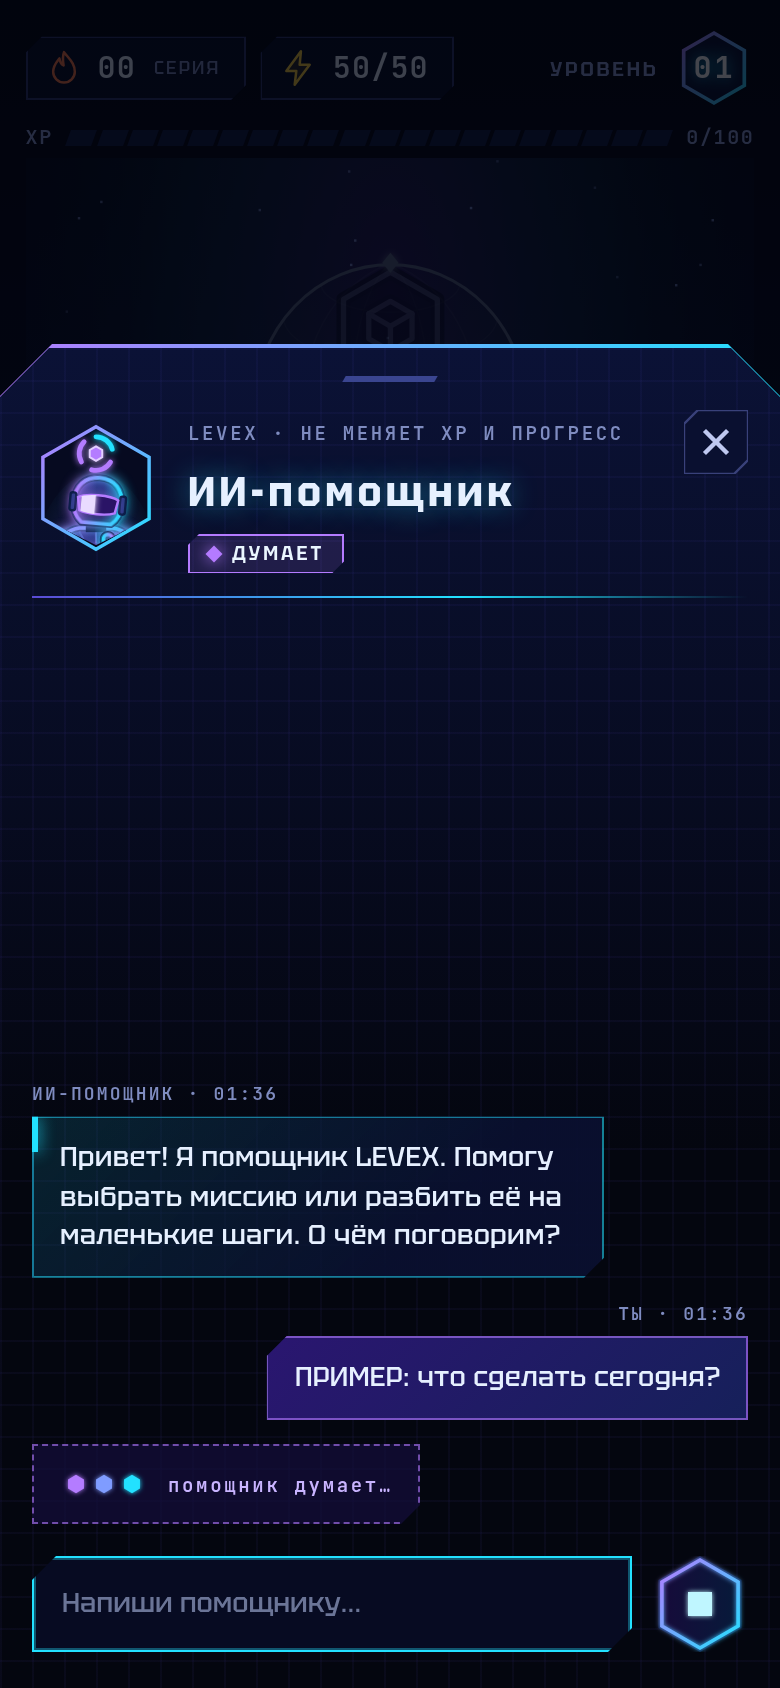 00 СЕРИЯ
50/50
УРОВЕНЬ 01
XP 0/100
LEVEX · НЕ МЕНЯЕТ XP И ПРОГРЕСС
ИИ-помощник
ДУМАЕТ
ИИ-ПОМОЩНИК · 01:36
Привет! Я помощник LEVEX. Помогу
выбрать миссию или разбить её на
маленькие шаги. О чём поговорим?
ТЫ · 01:36
ПРИМЕР: что сделать сегодня?
помощник думает…
Напиши помощнику...